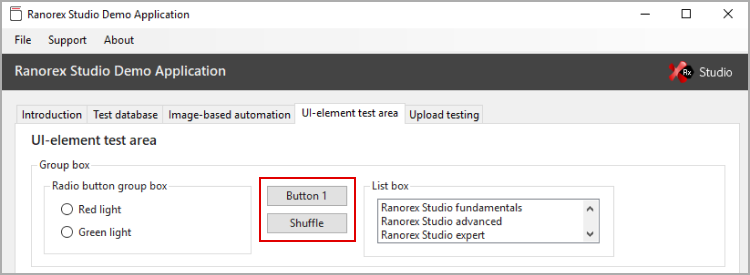 Ranorex Studio Demo Application
File Support About
Ranorex Studio Demo Application
Rx Studio
Introduction Test database Image-based automation UI-element test area Upload testing
UI-element test area
Group box
Radio button group box
Red light
Green light
Button 1
Shuffle
List box
Ranorex Studio fundamentals
Ranorex Studio advanced
Ranorex Studio expert